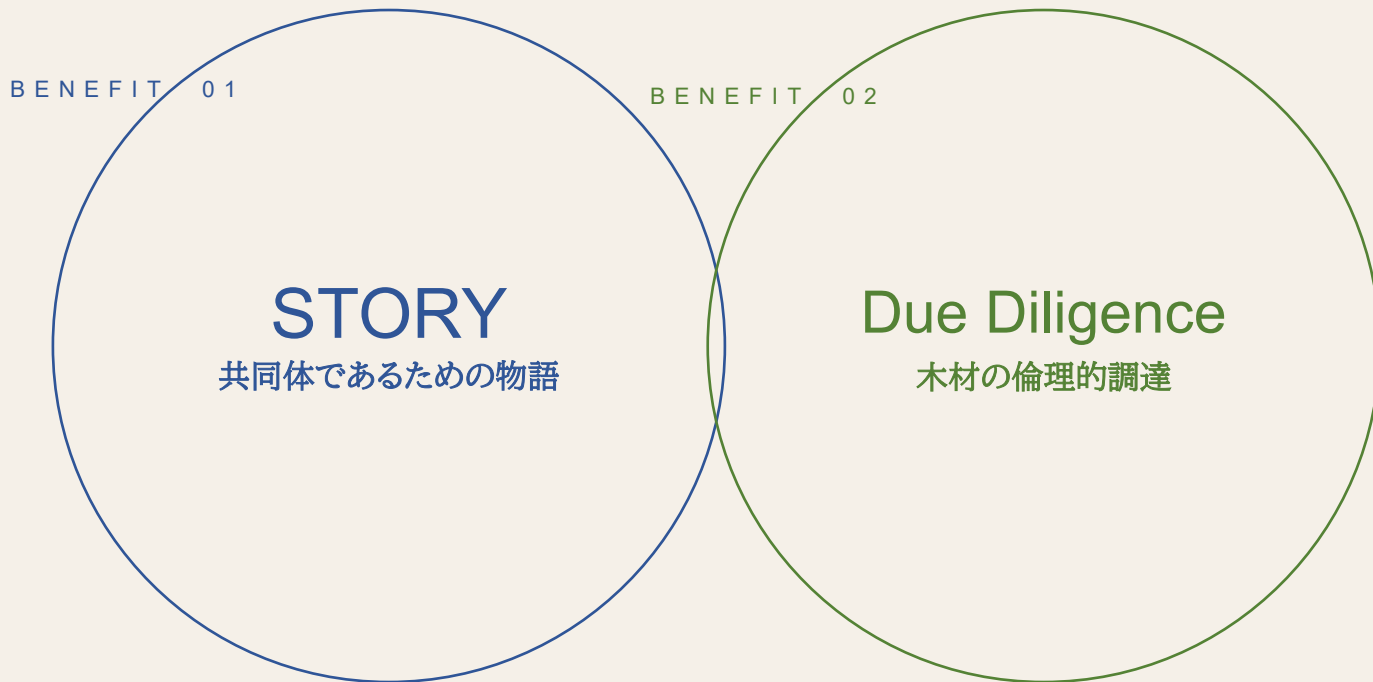 BENEFIT 01
STORY
共同体であるための物語
BENEFIT 02
Due Diligence
木材の倫理的調達